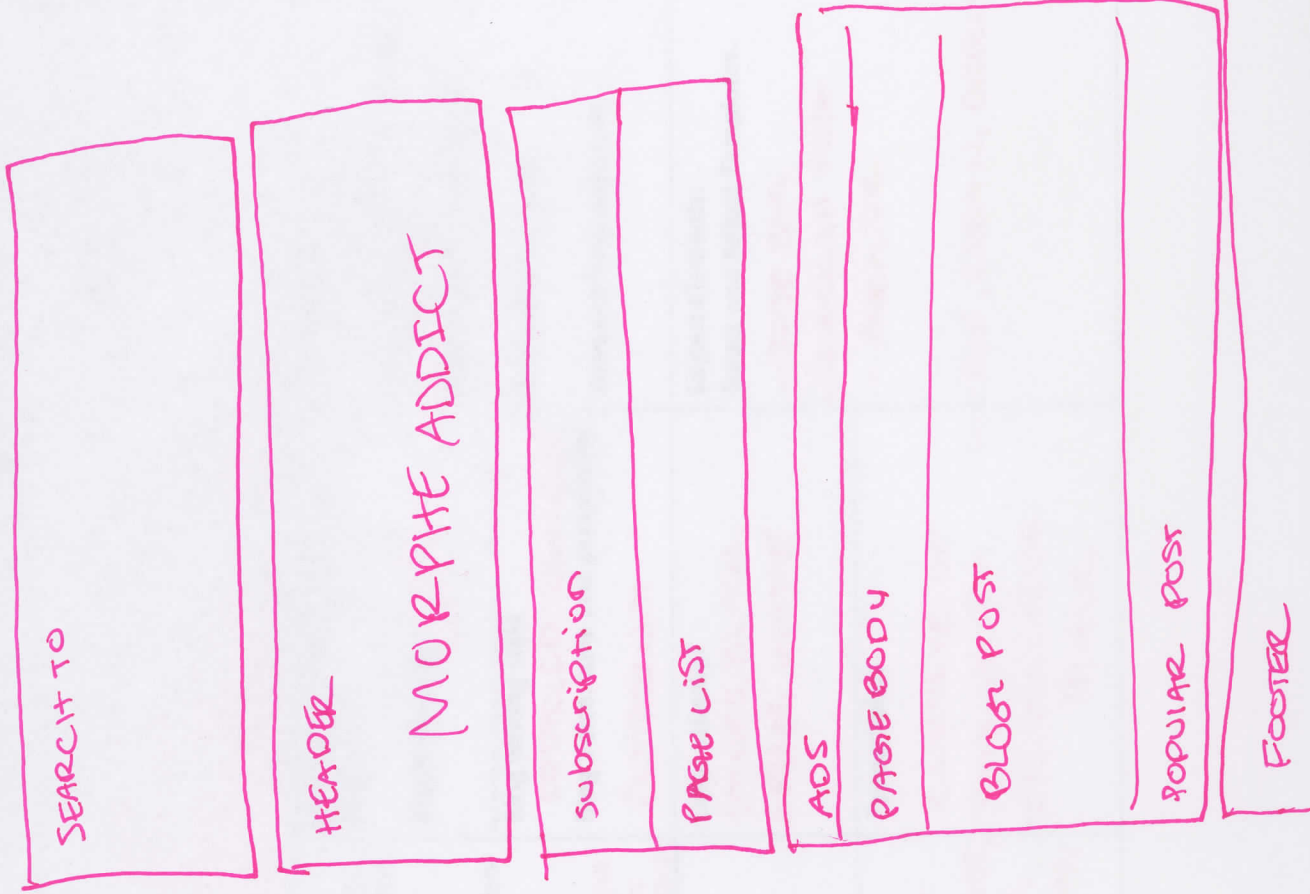 SEARCH TO
HEADER
MORPHE ADDICT
subscription
PAGE LIST
ADS
PAGE BODY
BLOG POST
POPULAR POST
FOOTER